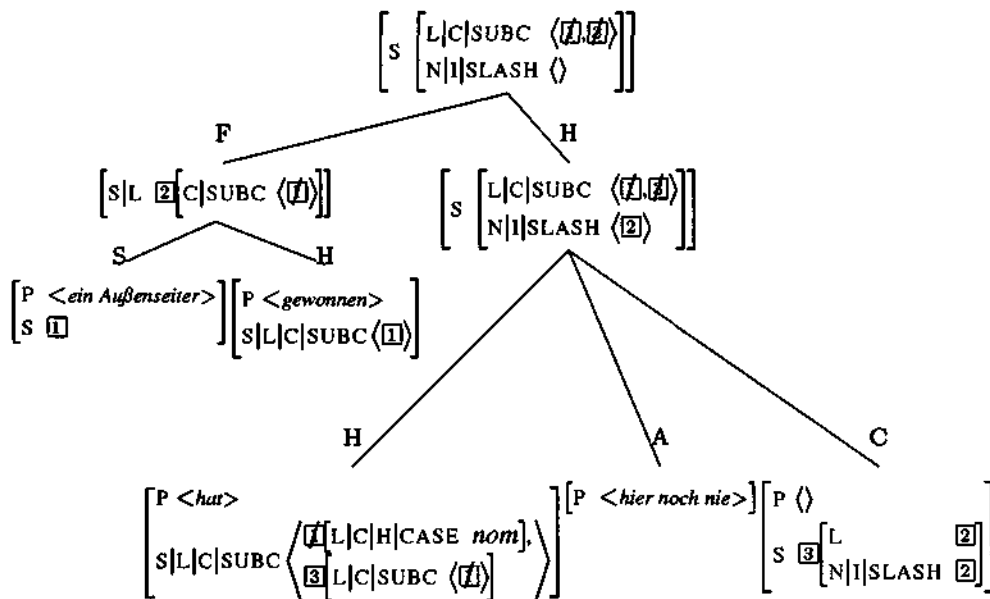 S L|C|SUBC ⟨1̸,2̸⟩
N|I|SLASH ⟨⟩
F H
S|L 2 C|SUBC ⟨1̸⟩
S L|C|SUBC ⟨1̸,2̸⟩
N|I|SLASH ⟨2⟩
S H
P <ein Außenseiter>
S 1
P <gewonnen>
S|L|C|SUBC⟨1⟩
H A C
P <hat>
S|L|C|SUBC ⟨ 1̸ L|C|H|CASE nom ,
3 L|C|SUBC ⟨1̸⟩ ⟩
P <hier noch nie>
P ⟨⟩
S 3 L 2
N|I|SLASH 2